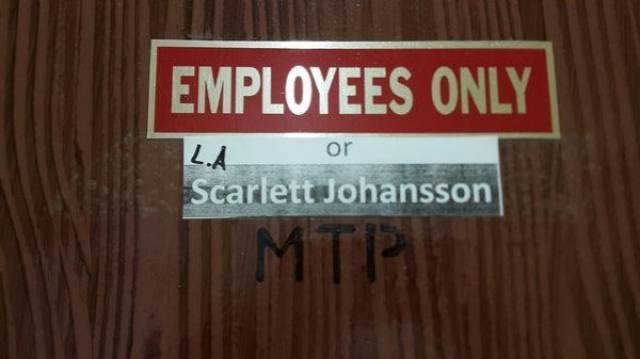 EMPLOYEES ONLY
L.A or
Scarlett Johansson
MTP